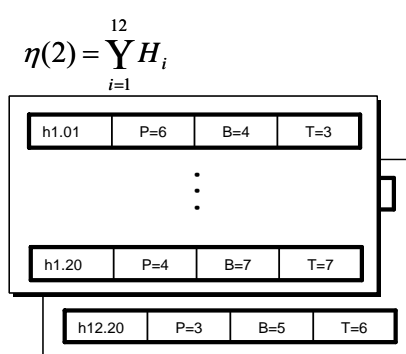 12
η(2) = Y H_i
i=1
h1.01 P=6 B=4 T=3
h1.20 P=4 B=7 T=7
h12.20 P=3 B=5 T=6